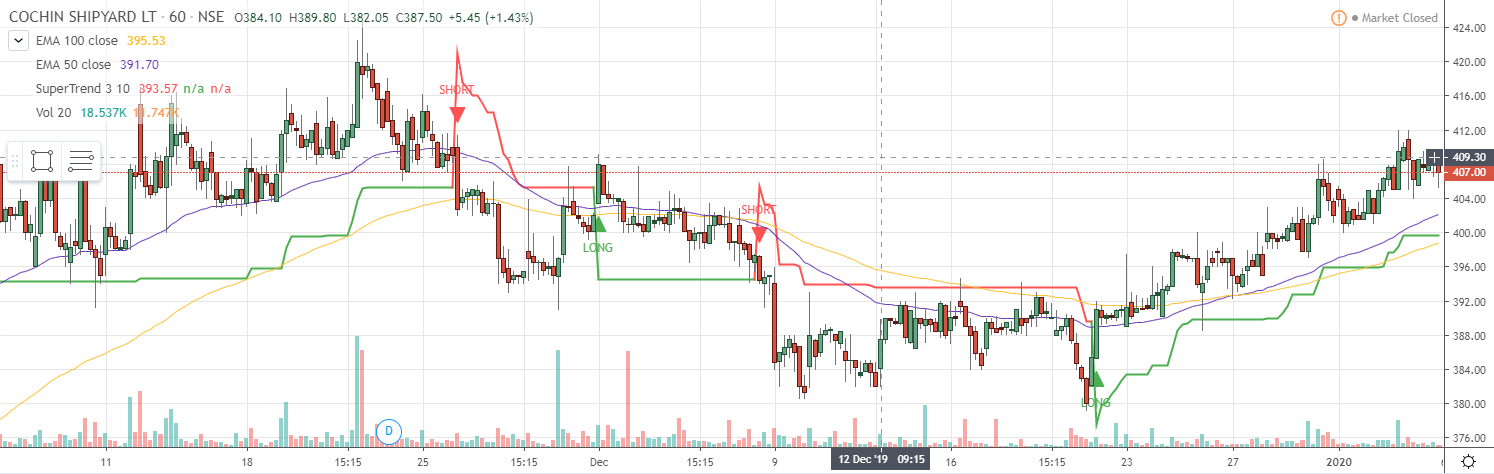 COCHIN SHIPYARD LT · 60 · NSE O384.10 H389.80 L382.05 C387.50 +5.45 (+1.43%)
! Market Closed
EMA 100 close 395.53
EMA 50 close 391.70
SuperTrend 3 10 393.57 n/a n/a
Vol 20 18.537K 11.747K
SHORT
LONG
SHORT
LONG
D
424.00
420.00
416.00
412.00
409.30
407.00
404.00
400.00
396.00
392.00
388.00
384.00
380.00
376.00
11 18 15:15 25 15:15 Dec 15:15 9 12 Dec '19 09:15 16 15:15 23 27 2020